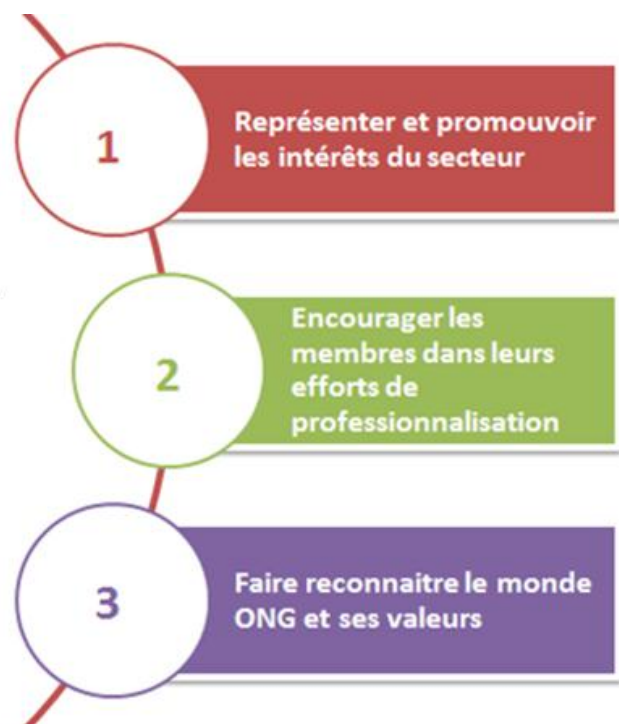 1
Représenter et promouvoir
les intérêts du secteur
2
Encourager les
membres dans leurs
efforts de
professionnalisation
3
Faire reconnaitre le monde
ONG et ses valeurs